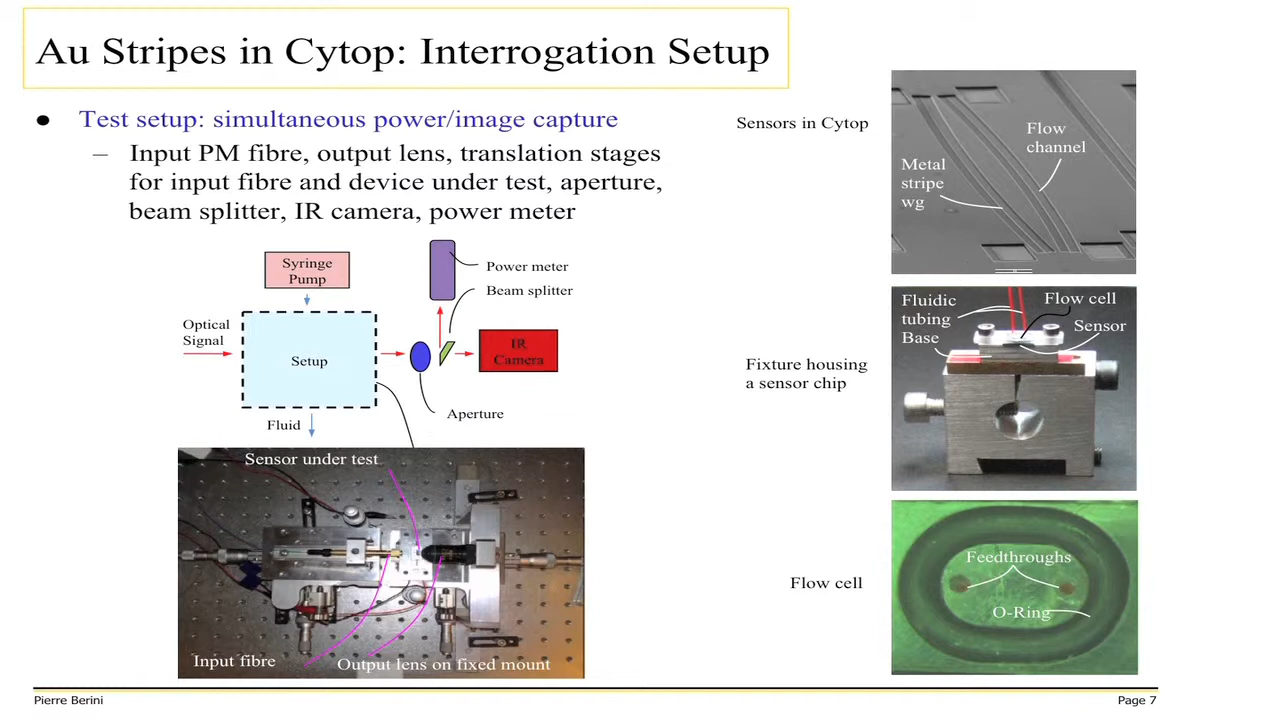 Au Stripes in Cytop: Interrogation Setup
● Test setup: simultaneous power/image capture
– Input PM fibre, output lens, translation stages
for input fibre and device under test, aperture,
beam splitter, IR camera, power meter
Syringe
Pump
Power meter
Beam splitter
Optical
Signal
Setup
IR
Camera
Aperture
Fluid
Sensor under test
Input fibre
Output lens on fixed mount
Sensors in Cytop
Flow
channel
Metal
stripe
wg
Fixture housing
a sensor chip
Fluidic
tubing
Base
Flow cell
Sensor
Flow cell
Feedthroughs
O-Ring
Pierre Berini
Page 7